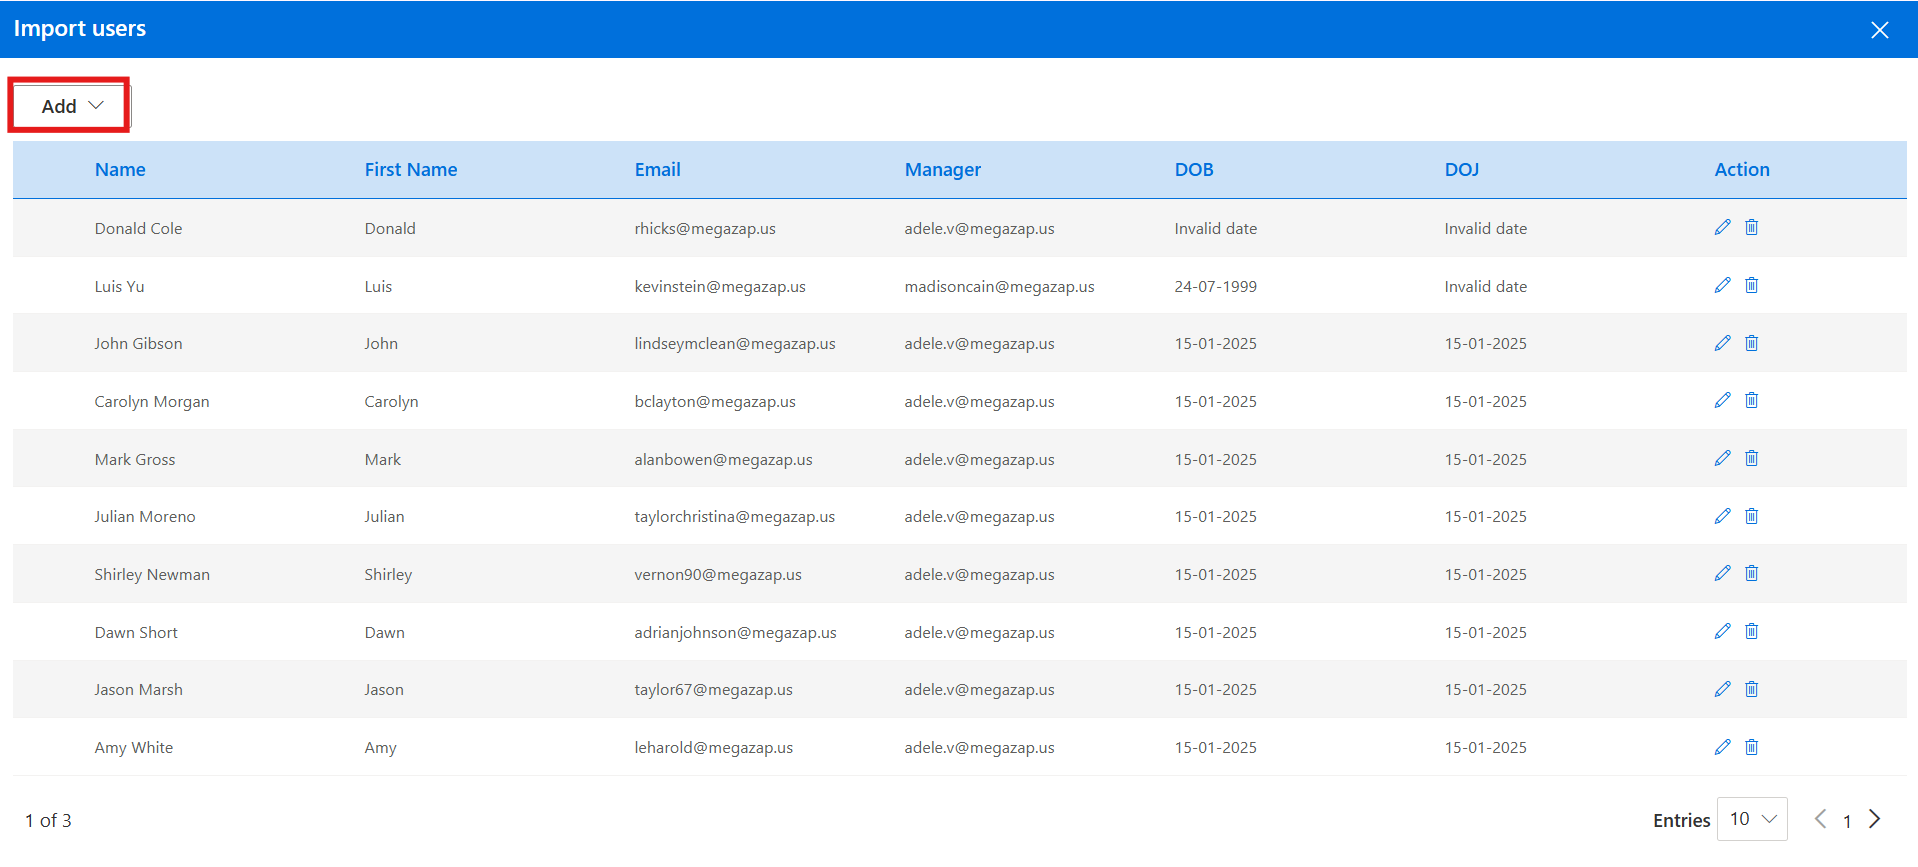 Import users
Add
Name First Name Email Manager DOB DOJ Action
Donald Cole Donald rhicks@megazap.us adele.v@megazap.us Invalid date Invalid date
Luis Yu Luis kevinstein@megazap.us madisoncain@megazap.us 24-07-1999 Invalid date
John Gibson John lindseymclean@megazap.us adele.v@megazap.us 15-01-2025 15-01-2025
Carolyn Morgan Carolyn bclayton@megazap.us adele.v@megazap.us 15-01-2025 15-01-2025
Mark Gross Mark alanbowen@megazap.us adele.v@megazap.us 15-01-2025 15-01-2025
Julian Moreno Julian taylorchristina@megazap.us adele.v@megazap.us 15-01-2025 15-01-2025
Shirley Newman Shirley vernon90@megazap.us adele.v@megazap.us 15-01-2025 15-01-2025
Dawn Short Dawn adrianjohnson@megazap.us adele.v@megazap.us 15-01-2025 15-01-2025
Jason Marsh Jason taylor67@megazap.us adele.v@megazap.us 15-01-2025 15-01-2025
Amy White Amy leharold@megazap.us adele.v@megazap.us 15-01-2025 15-01-2025
1 of 3 Entries 10 1